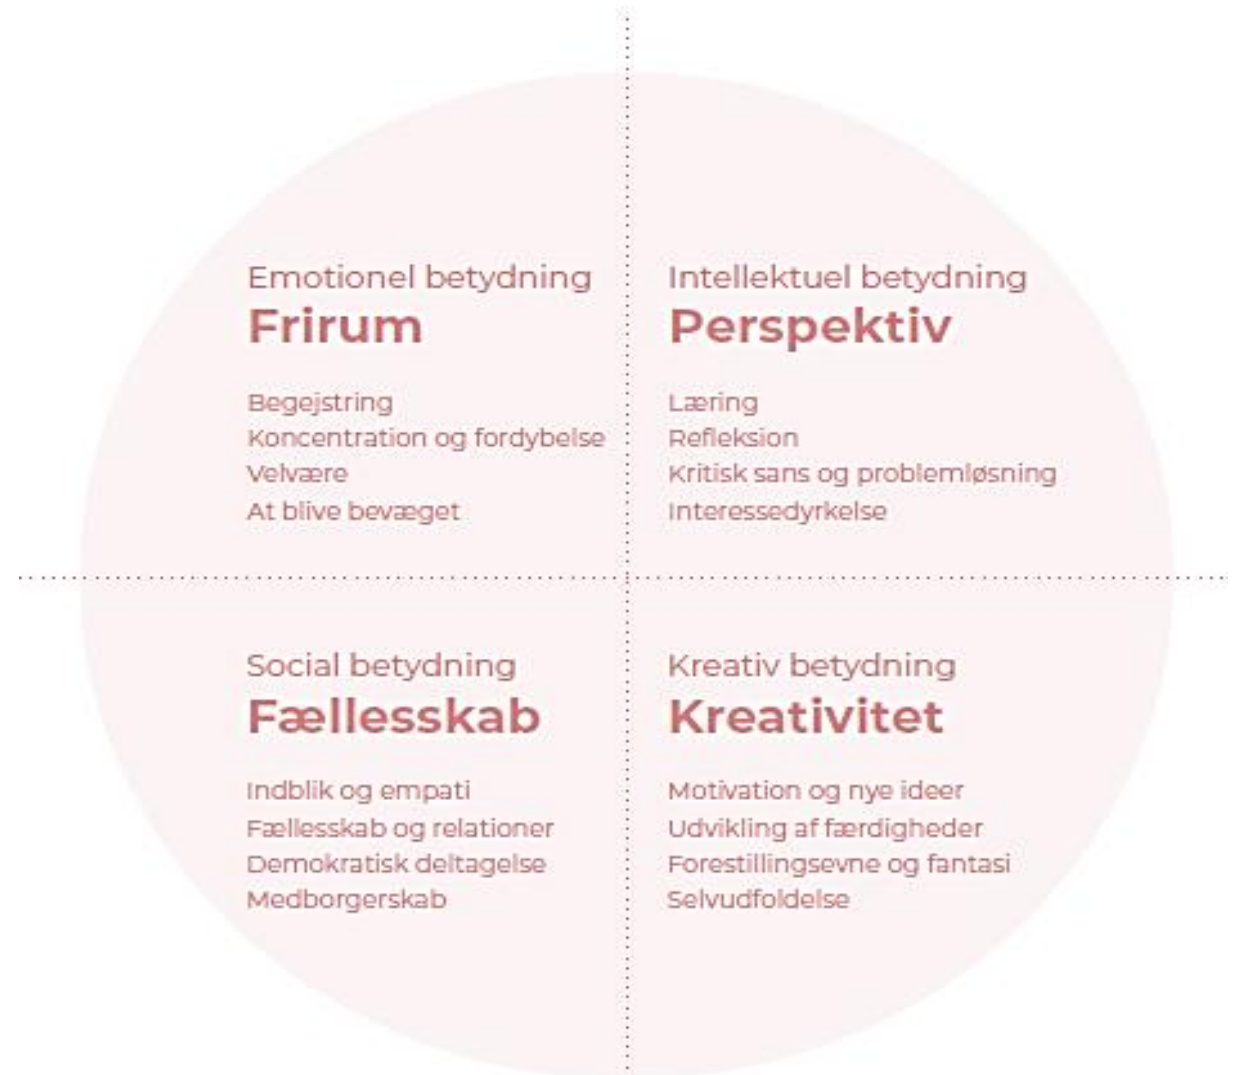 Emotionel betydning
Frirum
Begejstring
Koncentration og fordybelse
Velvære
At blive bevæget
Intellektuel betydning
Perspektiv
Læring
Refleksion
Kritisk sans og problemløsning
Interessedyrkelse
Social betydning
Fællesskab
Indblik og empati
Fællesskab og relationer
Demokratisk deltagelse
Medborgerskab
Kreativ betydning
Kreativitet
Motivation og nye ideer
Udvikling af færdigheder
Forestillingsevne og fantasi
Selvudfoldelse